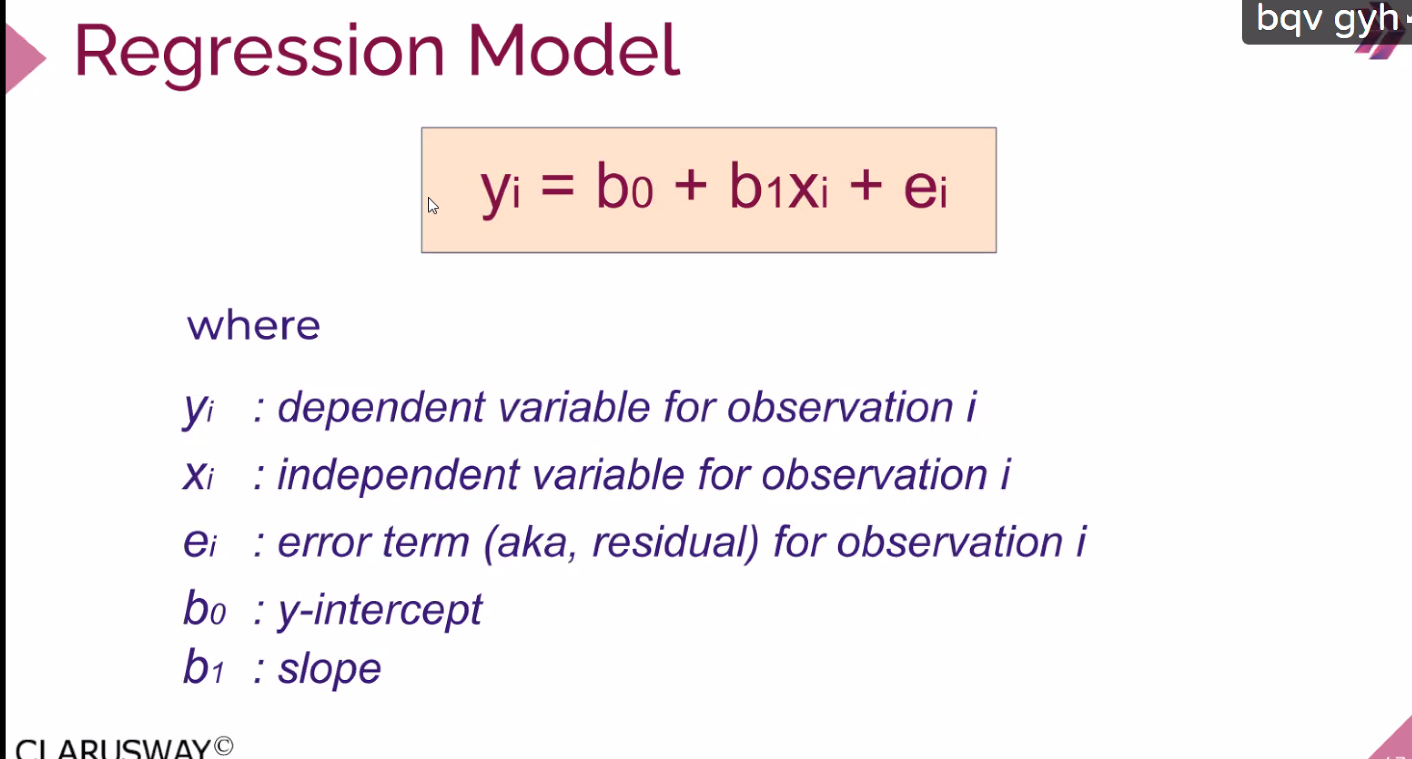 bqv gyh
Regression Model
yi = b0 + b1xi + ei
where
yi : dependent variable for observation i
xi : independent variable for observation i
ei : error term (aka, residual) for observation i
b0 : y-intercept
b1 : slope
CLARUSWAY©